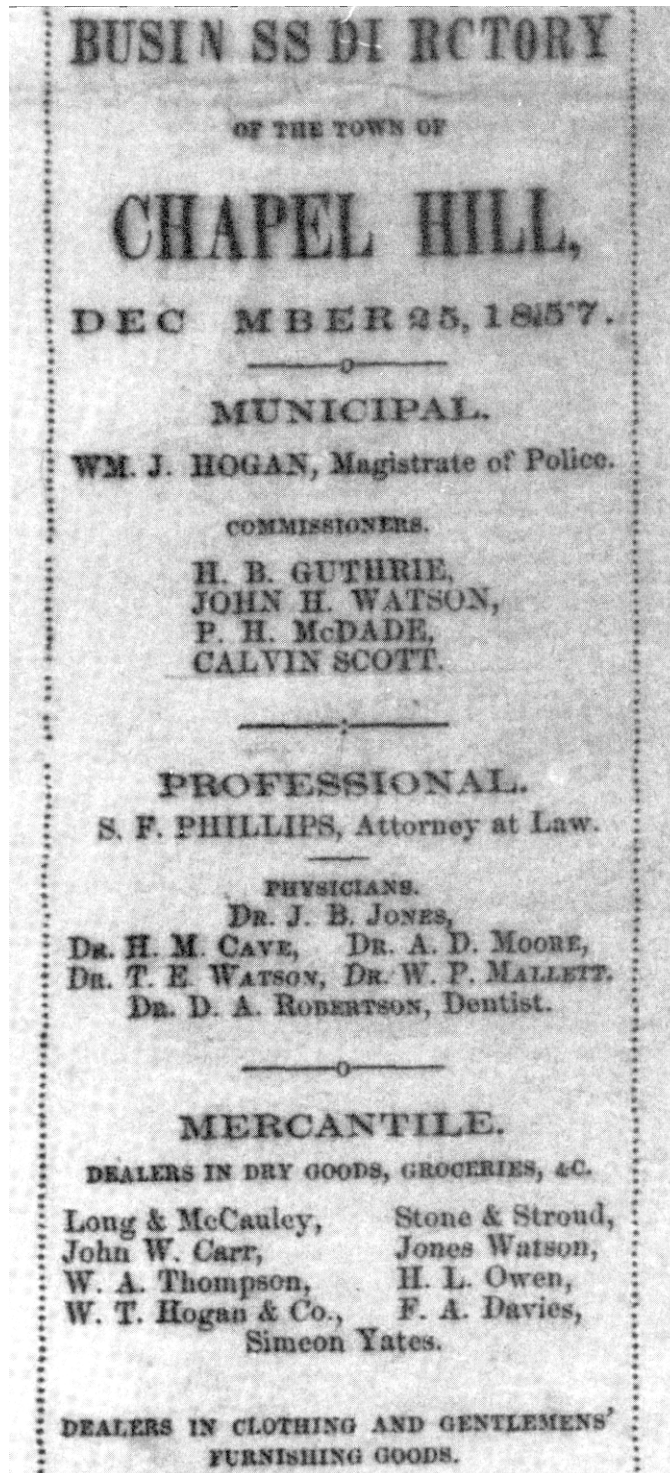 BUSIN SS DI RCTORY
OF THE TOWN OF
CHAPEL HILL,
DEC MBER 25, 1857.
MUNICIPAL.
WM. J. HOGAN, Magistrate of Police.
COMMISSIONERS.
H. B. GUTHRIE,
JOHN H. WATSON,
P. H. McDADE,
CALVIN SCOTT.
PROFESSIONAL.
S. F. PHILLIPS, Attorney at Law.
PHYSICIANS.
DR. J. B. JONES,
DR. H. M. CAVE, DR. A. D. MOORE,
DR. T. E. WATSON, DR. W. P. MALLETT.
DR. D. A. ROBERTSON, Dentist.
MERCANTILE.
DEALERS IN DRY GOODS, GROCERIES, &C.
Long & McCauley, Stone & Stroud,
John W. Carr, Jones Watson,
W. A. Thompson, H. L. Owen,
W. T. Hogan & Co., F. A. Davies,
Simeon Yates.
DEALERS IN CLOTHING AND GENTLEMENS'
FURNISHING GOODS.